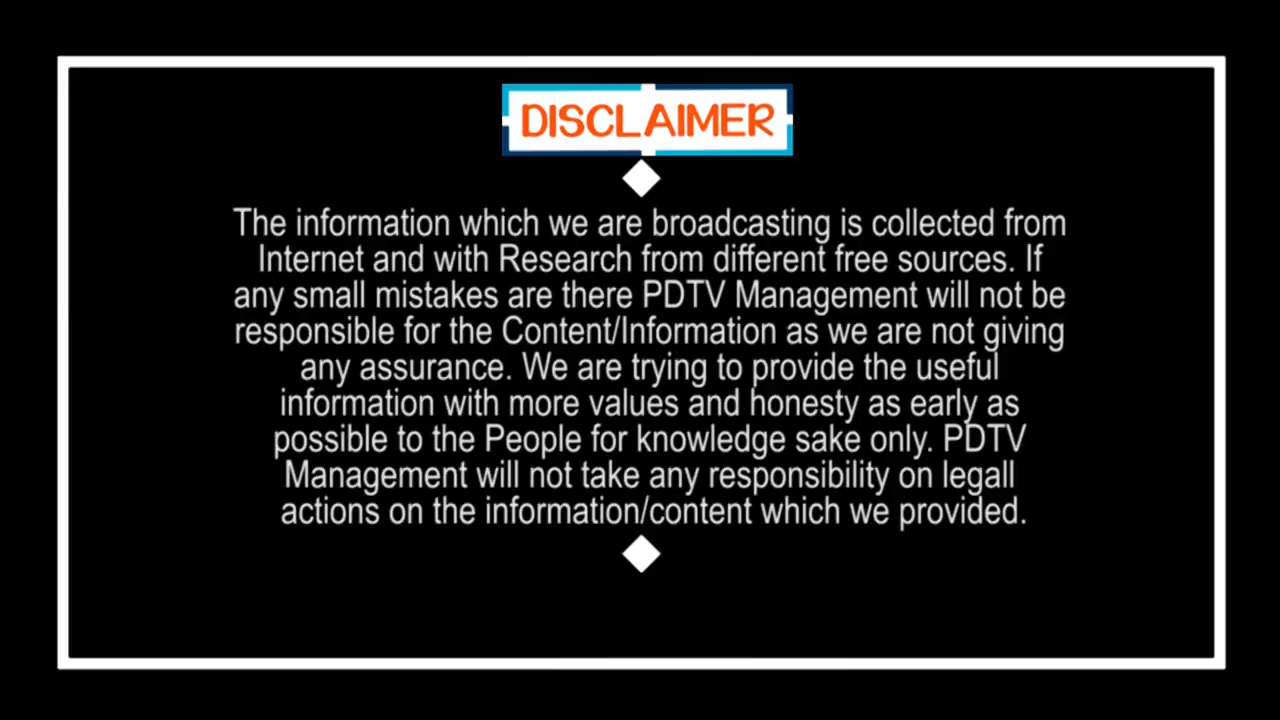 DISCLAIMER
The information which we are broadcasting is collected from
Internet and with Research from different free sources. If
any small mistakes are there PDTV Management will not be
responsible for the Content/Information as we are not giving
any assurance. We are trying to provide the useful
information with more values and honesty as early as
possible to the People for knowledge sake only. PDTV
Management will not take any responsibility on legall
actions on the information/content which we provided.